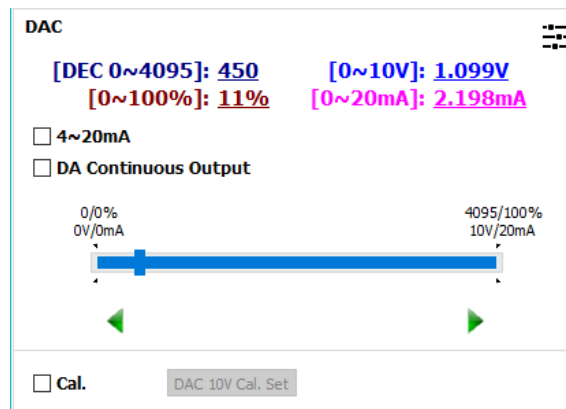 DAC
[DEC 0~4095]: 450 [0~10V]: 1.099V
[0~100%]: 11% [0~20mA]: 2.198mA
4~20mA
DA Continuous Output
0/0% 4095/100%
0V/0mA 10V/20mA
Cal. DAC 10V Cal. Set